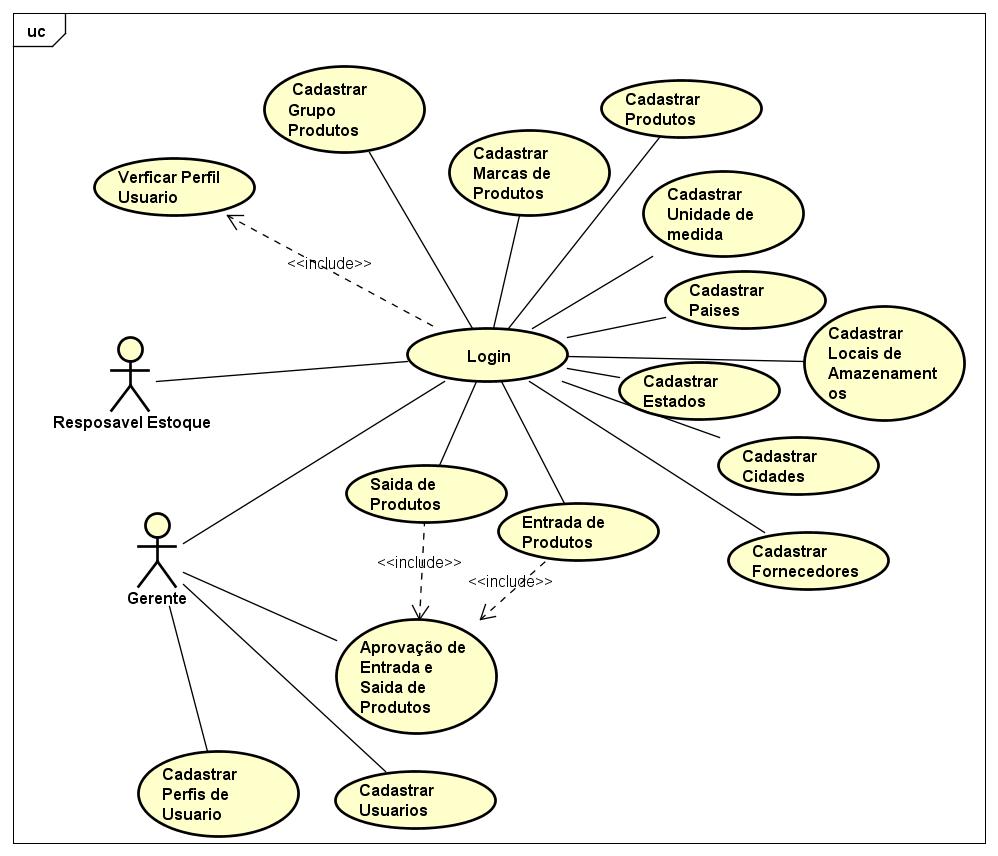 uc
Cadastrar
Grupo
Produtos
Cadastrar
Produtos
Cadastrar
Marcas de
Produtos
Verficar Perfil
Usuario
Cadastrar
Unidade de
medida
<<include>>
Cadastrar
Paises
Cadastrar
Locais de
Amazenament
os
Login
Cadastrar
Estados
Resposavel Estoque
Cadastrar
Cidades
Saida de
Produtos
Entrada de
Produtos
Cadastrar
Fornecedores
<<include>>
<<include>>
Gerente
Aprovação de
Entrada e
Saida de
Produtos
Cadastrar
Perfis de
Usuario
Cadastrar
Usuarios